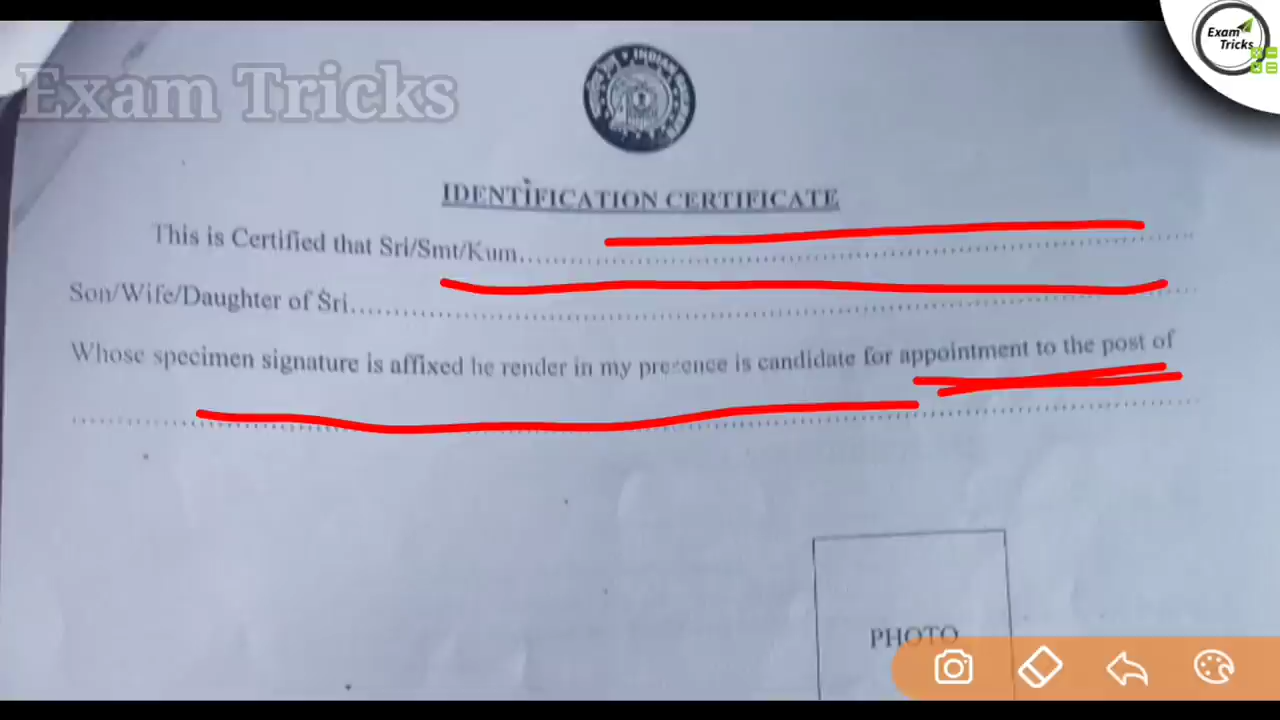 Exam Tricks
Exam
Tricks
INDIAN
IDENTIFICATION CERTIFICATE
This is Certified that Sri/Smt/Kum............................................................
Son/Wife/Daughter of Sri............................................................
Whose specimen signature is affixed he render in my presence is candidate for appointment to the post of
............................................................
PHOTO